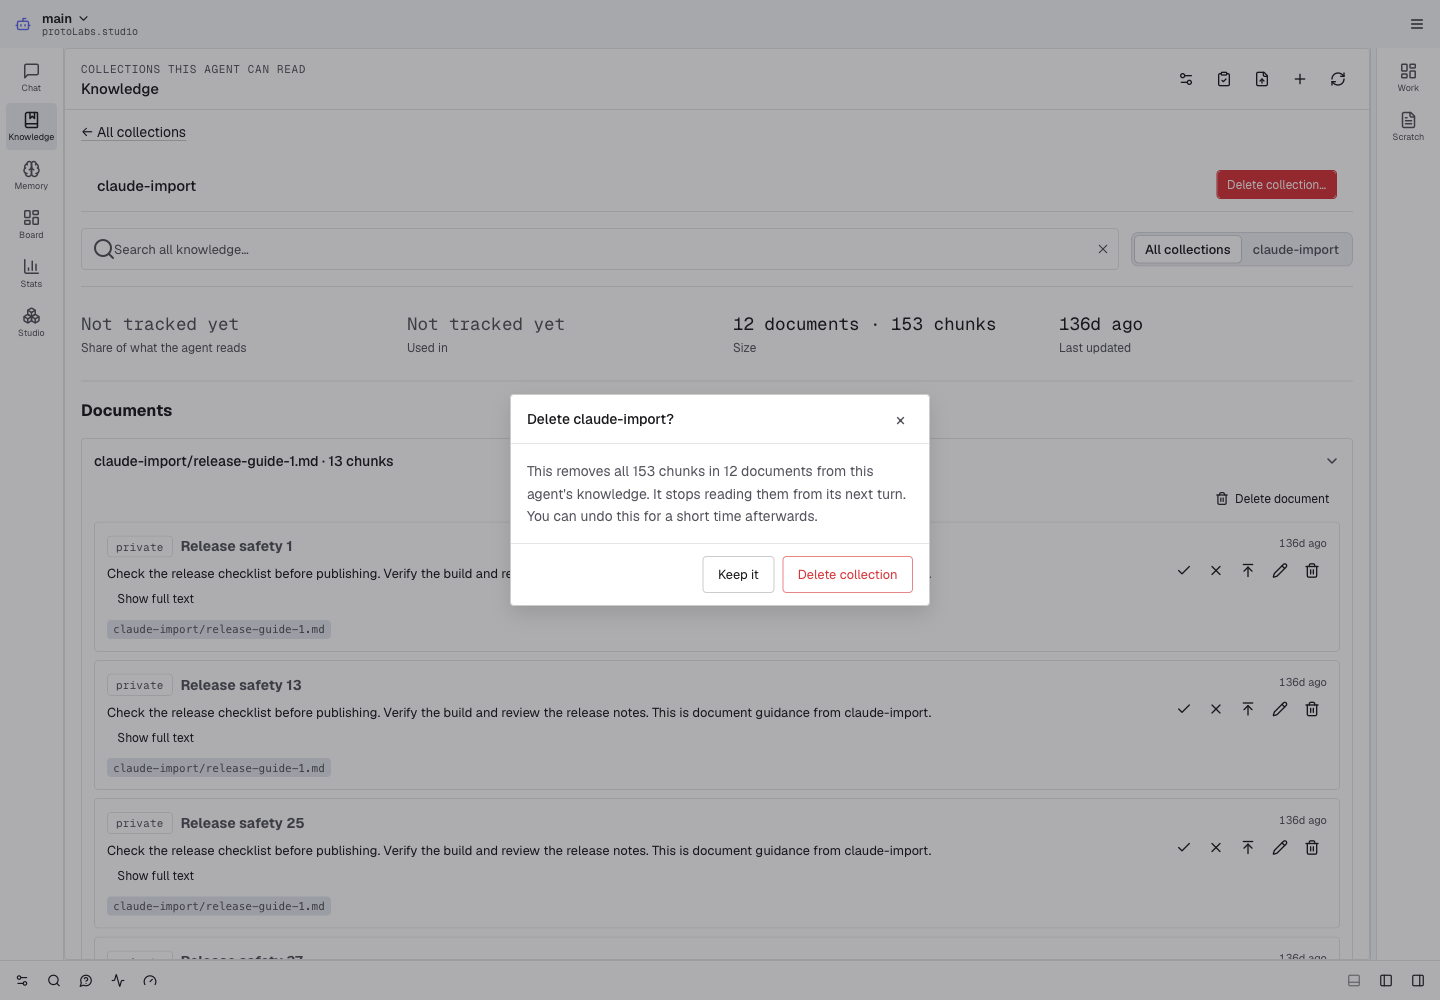 main
protoLabs.studio
Chat
Knowledge
Memory
Board
Stats
Studio
COLLECTIONS THIS AGENT CAN READ
Knowledge
← All collections
claude-import
Delete collection…
Search all knowledge…
All collections
claude-import
Not tracked yet
Share of what the agent reads
Not tracked yet
Used in
12 documents · 153 chunks
Size
136d ago
Last updated
Documents
claude-import/release-guide-1.md · 13 chunks
Delete document
private
Release safety 1
136d ago
Check the release checklist before publishing. Verify the build and re
Show full text
claude-import/release-guide-1.md
private
Release safety 13
136d ago
Check the release checklist before publishing. Verify the build and review the release notes. This is document guidance from claude-import.
Show full text
claude-import/release-guide-1.md
private
Release safety 25
136d ago
Check the release checklist before publishing. Verify the build and review the release notes. This is document guidance from claude-import.
Show full text
claude-import/release-guide-1.md
Delete claude-import?
This removes all 153 chunks in 12 documents from this
agent's knowledge. It stops reading them from its next turn.
You can undo this for a short time afterwards.
Keep it
Delete collection
Work
Scratch